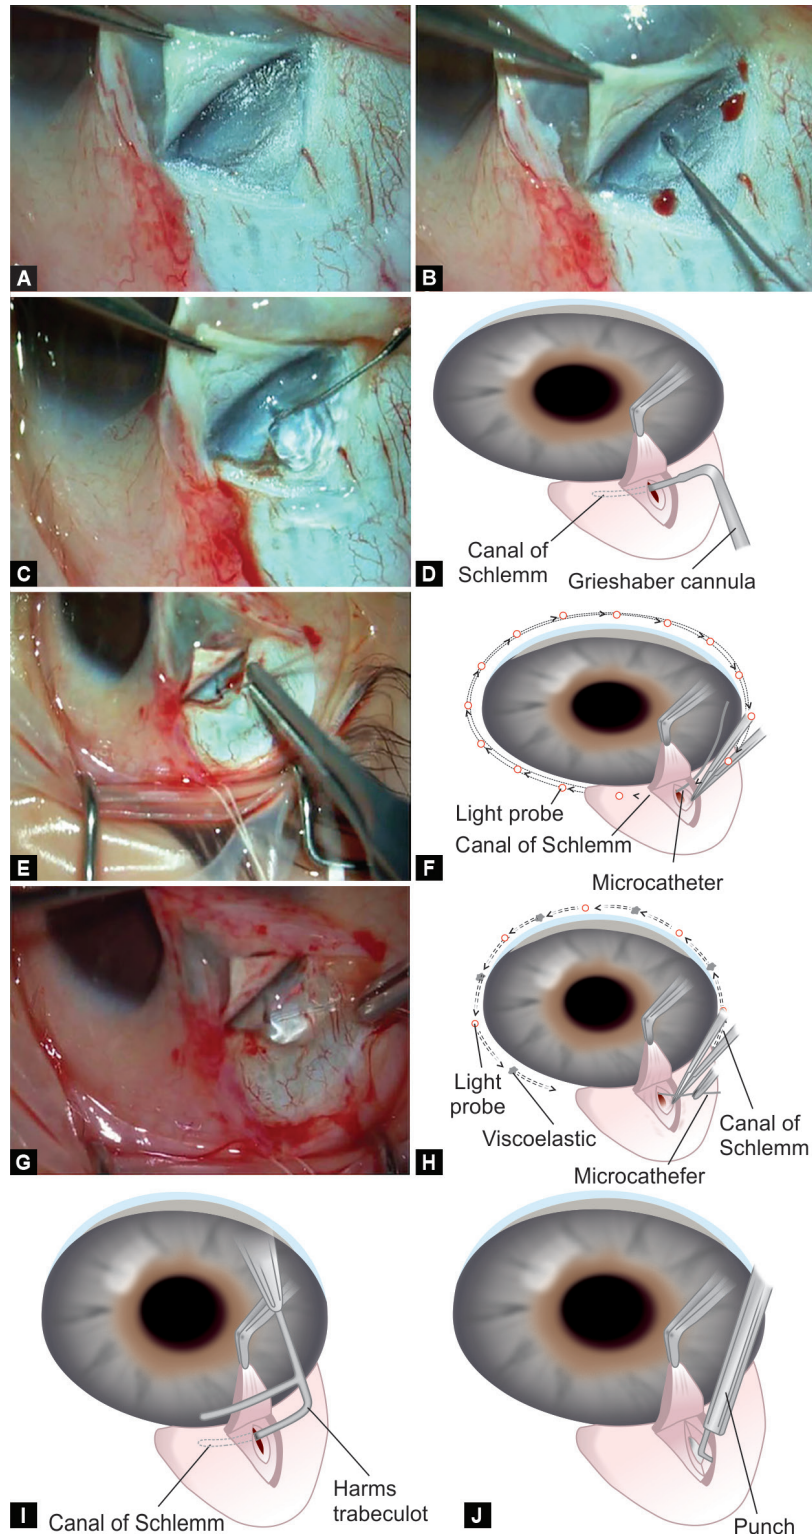 A
B
C
Canal of
Schlemm
Grieshaber cannula
D
E
Light probe
Canal of Schlemm
Microcatheter
F
G
Light
probe
Viscoelastic
Canal of
Schlemm
Microcathefer
H
Canal of Schlemm
Harms
trabeculot
I
Punch
J